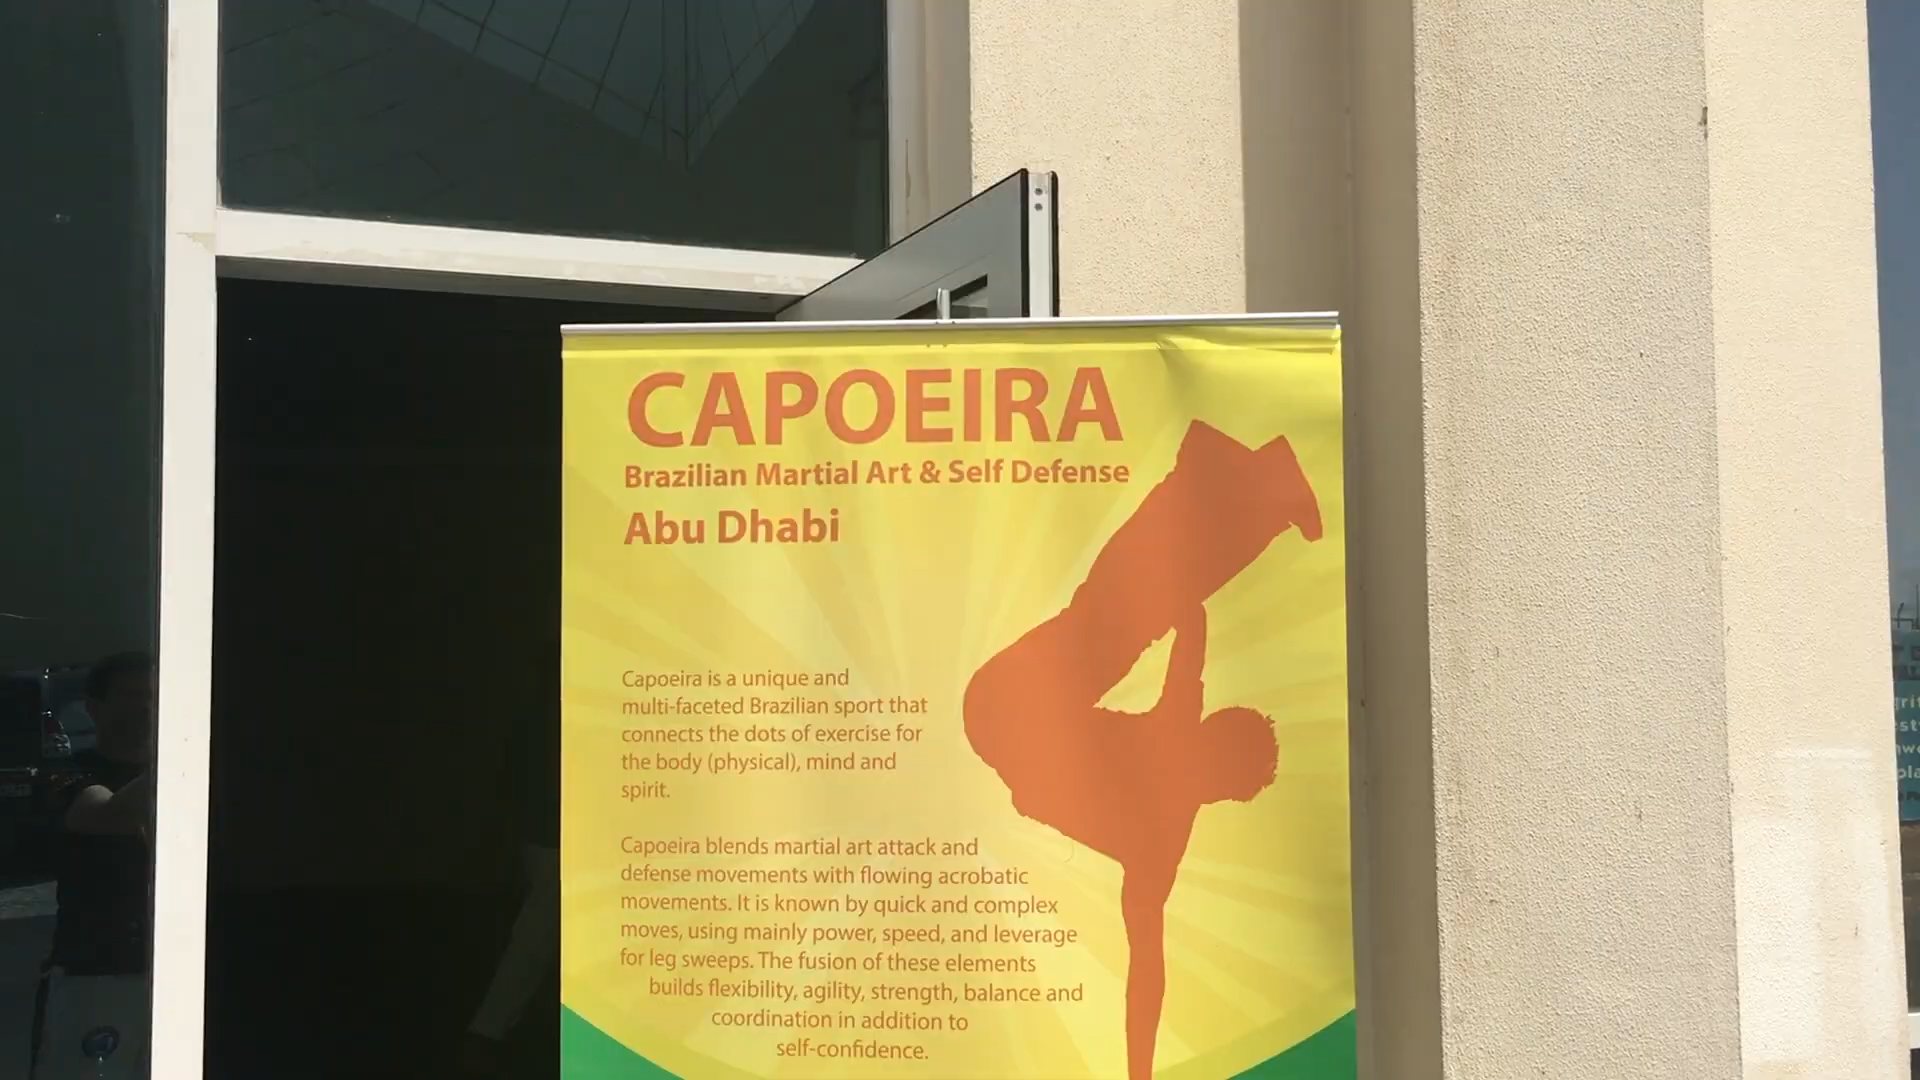 CAPOEIRA
Brazilian Martial Art & Self Defense
Abu Dhabi
Capoeira is a unique and
multi-faceted Brazilian sport that
connects the dots of exercise for
the body (physical), mind and
spirit.
Capoeira blends martial art attack and
defense movements with flowing acrobatic
movements. It is known by quick and complex
moves, using mainly power, speed, and leverage
for leg sweeps. The fusion of these elements
builds flexibility, agility, strength, balance and
coordination in addition to
self-confidence.